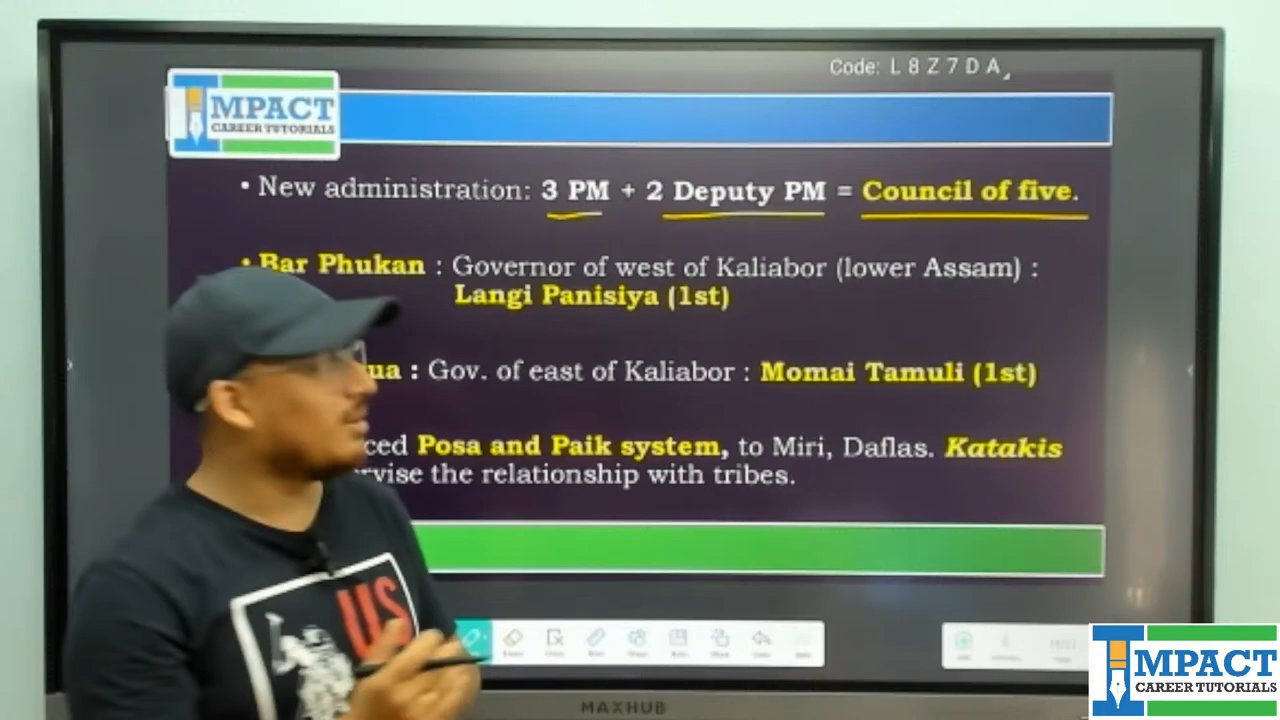 Code: L 8 Z 7 D A
IMPACT
CAREER TUTORIALS
• New administration: 3 PM + 2 Deputy PM = Council of five.
• Bar Phukan : Governor of west of Kaliabor (lower Assam) :
Langi Panisiya (1st)
ua : Gov. of east of Kaliabor : Momai Tamuli (1st)
ced Posa and Paik system, to Miri, Daflas. Katakis
rvise the relationship with tribes.
US
MAXHUB
IMPACT
CAREER TUTORIALS